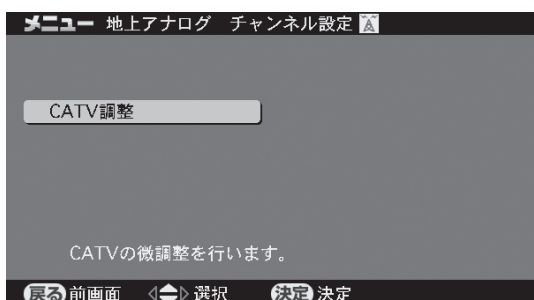 メニュー 地上アナログ チャンネル設定 A
CATV調整
CATVの微調整を行います。
戻る 前画面 選択 決定 決定